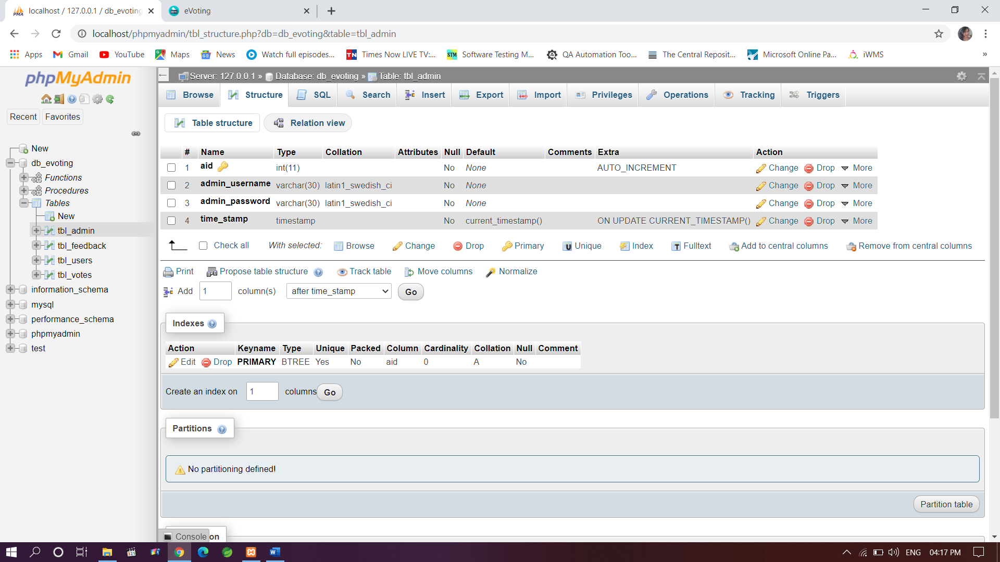 localhost / 127.0.0.1 / db_evoting
eVoting
localhost/phpmyadmin/tbl_structure.php?db=db_evoting&table=tbl_admin
Apps Gmail YouTube Maps News Watch full episodes... Times Now LIVE TV:... STM Software Testing M... QA Automation Too... The Central Reposit... Microsoft Online Pa... iWMS »
phpMyAdmin
Recent Favorites
New
db_evoting
Functions
Procedures
Tables
New
tbl_admin
tbl_feedback
tbl_users
tbl_votes
information_schema
mysql
performance_schema
phpmyadmin
test
Server: 127.0.0.1 » Database: db_evoting » Table: tbl_admin
Browse Structure SQL Search Insert Export Import Privileges Operations Tracking Triggers
Table structure Relation view
# Name Type Collation Attributes Null Default Comments Extra Action
1 aid int(11) No None AUTO_INCREMENT Change Drop More
2 admin_username varchar(30) latin1_swedish_ci No None Change Drop More
3 admin_password varchar(30) latin1_swedish_ci No None Change Drop More
4 time_stamp timestamp No current_timestamp() ON UPDATE CURRENT_TIMESTAMP() Change Drop More
Check all With selected: Browse Change Drop Primary Unique Index Fulltext Add to central columns Remove from central columns
Print Propose table structure Track table Move columns Normalize
Add 1 column(s) after time_stamp Go
Indexes
Action Keyname Type Unique Packed Column Cardinality Collation Null Comment
Edit Drop PRIMARY BTREE Yes No aid 0 A No
Create an index on 1 columns Go
Partitions
No partitioning defined!
Partition table
Console on
ENG 04:17 PM